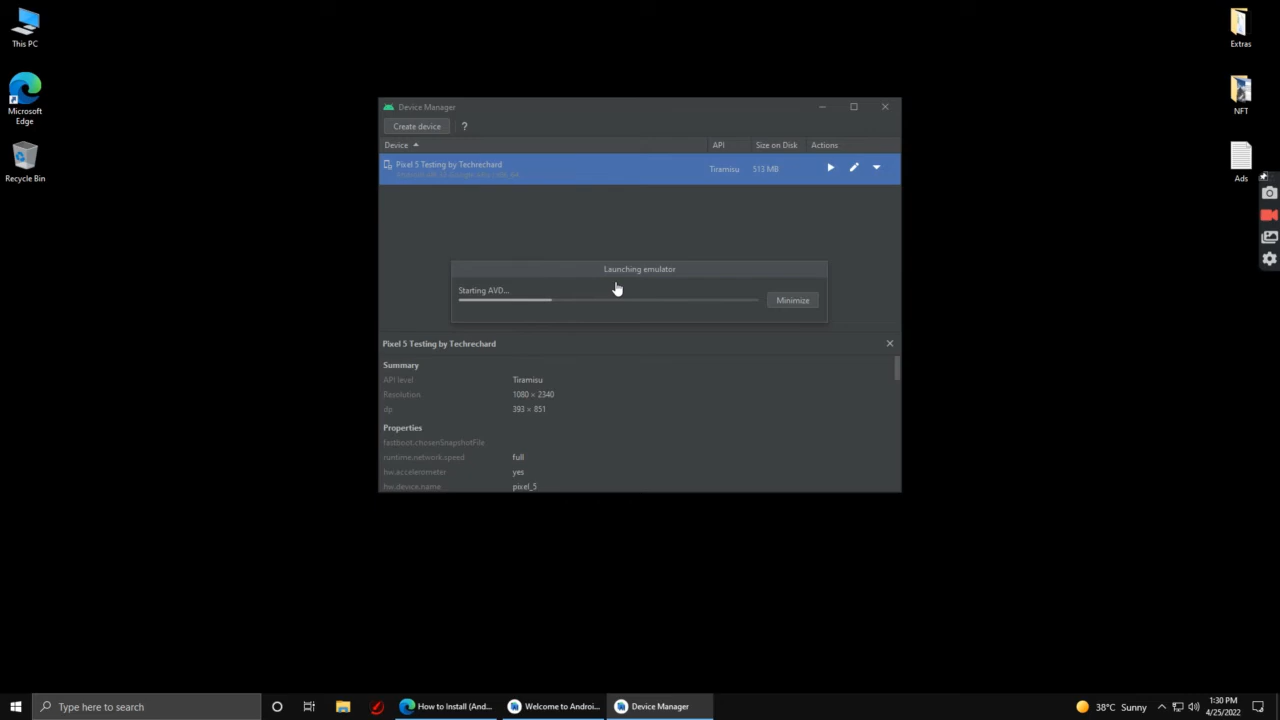 This PC
Microsoft
Edge
Recycle Bin
Extras
NFT
Ads
Device Manager
Create device ?
Device API Size on Disk Actions
Pixel 5 Testing by Techrechard
Tiramisu 513 MB
Launching emulator
Starting AVD...
Minimize
Pixel 5 Testing by Techrechard
Summary
API level Tiramisu
Resolution 1080 × 2340
dp 393 × 851
Properties
fastboot.chosenSnapshotFile
runtime.network.speed full
hw.accelerometer yes
hw.device.name pixel_5
Type here to search
How to Install (And...
Welcome to Androi...
Device Manager
38°C Sunny
1:30 PM
4/25/2022